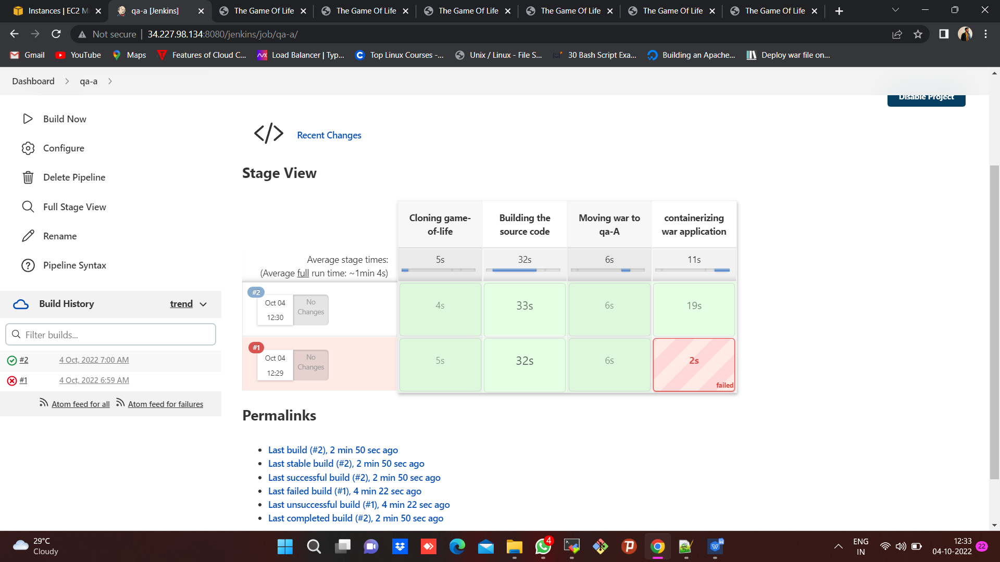 Instances | EC2 M
qa-a [Jenkins]
The Game Of Life
The Game Of Life
The Game Of Life
The Game Of Life
The Game Of Life
The Game Of Life
Not secure
34.227.98.134:8080/jenkins/job/qa-a/
Gmail
YouTube
Maps
Features of Cloud C...
Load Balancer | Typ...
Top Linux Courses -...
Unix / Linux - File S...
30 Bash Script Exa...
Building an Apache...
Deploy war file on...
Dashboard
qa-a
Disable Project
Build Now
Configure
Delete Pipeline
Full Stage View
Rename
Pipeline Syntax
Build History
trend
Filter builds...
#2
4 Oct, 2022 7:00 AM
#1
4 Oct, 2022 6:59 AM
Atom feed for all
Atom feed for failures
Recent Changes
Stage View
Cloning game-
of-life
Building the
source code
Moving war to
qa-A
containerizing
war application
Average stage times:
(Average full run time: ~1min 4s)
5s
32s
6s
11s
#2
Oct 04
12:30
No
Changes
4s
33s
6s
19s
#1
Oct 04
12:29
No
Changes
5s
32s
6s
2s
failed
Permalinks
Last build (#2), 2 min 50 sec ago
Last stable build (#2), 2 min 50 sec ago
Last successful build (#2), 2 min 50 sec ago
Last failed build (#1), 4 min 22 sec ago
Last unsuccessful build (#1), 4 min 22 sec ago
Last completed build (#2), 2 min 50 sec ago
29°C
Cloudy
4
ENG
IN
12:33
04-10-2022
22